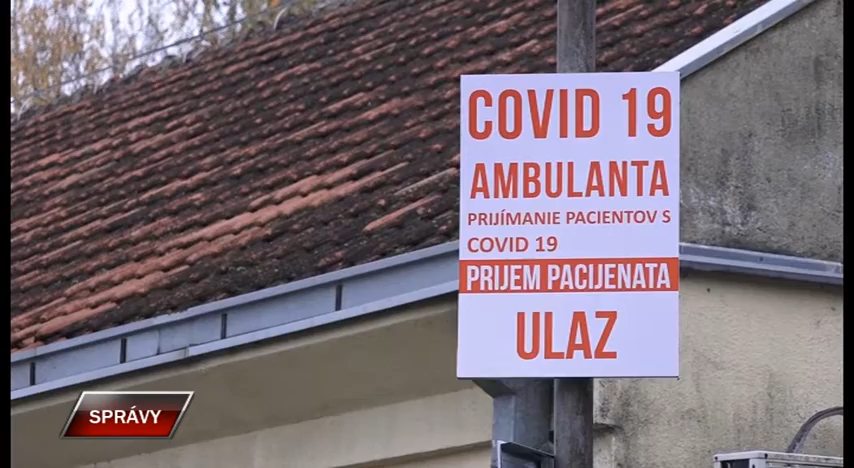 COVID 19
AMBULANTA
PRIJÍMANIE PACIENTOV S
COVID 19
PRIJEM PACIJENATA
ULAZ
SPRÁVY